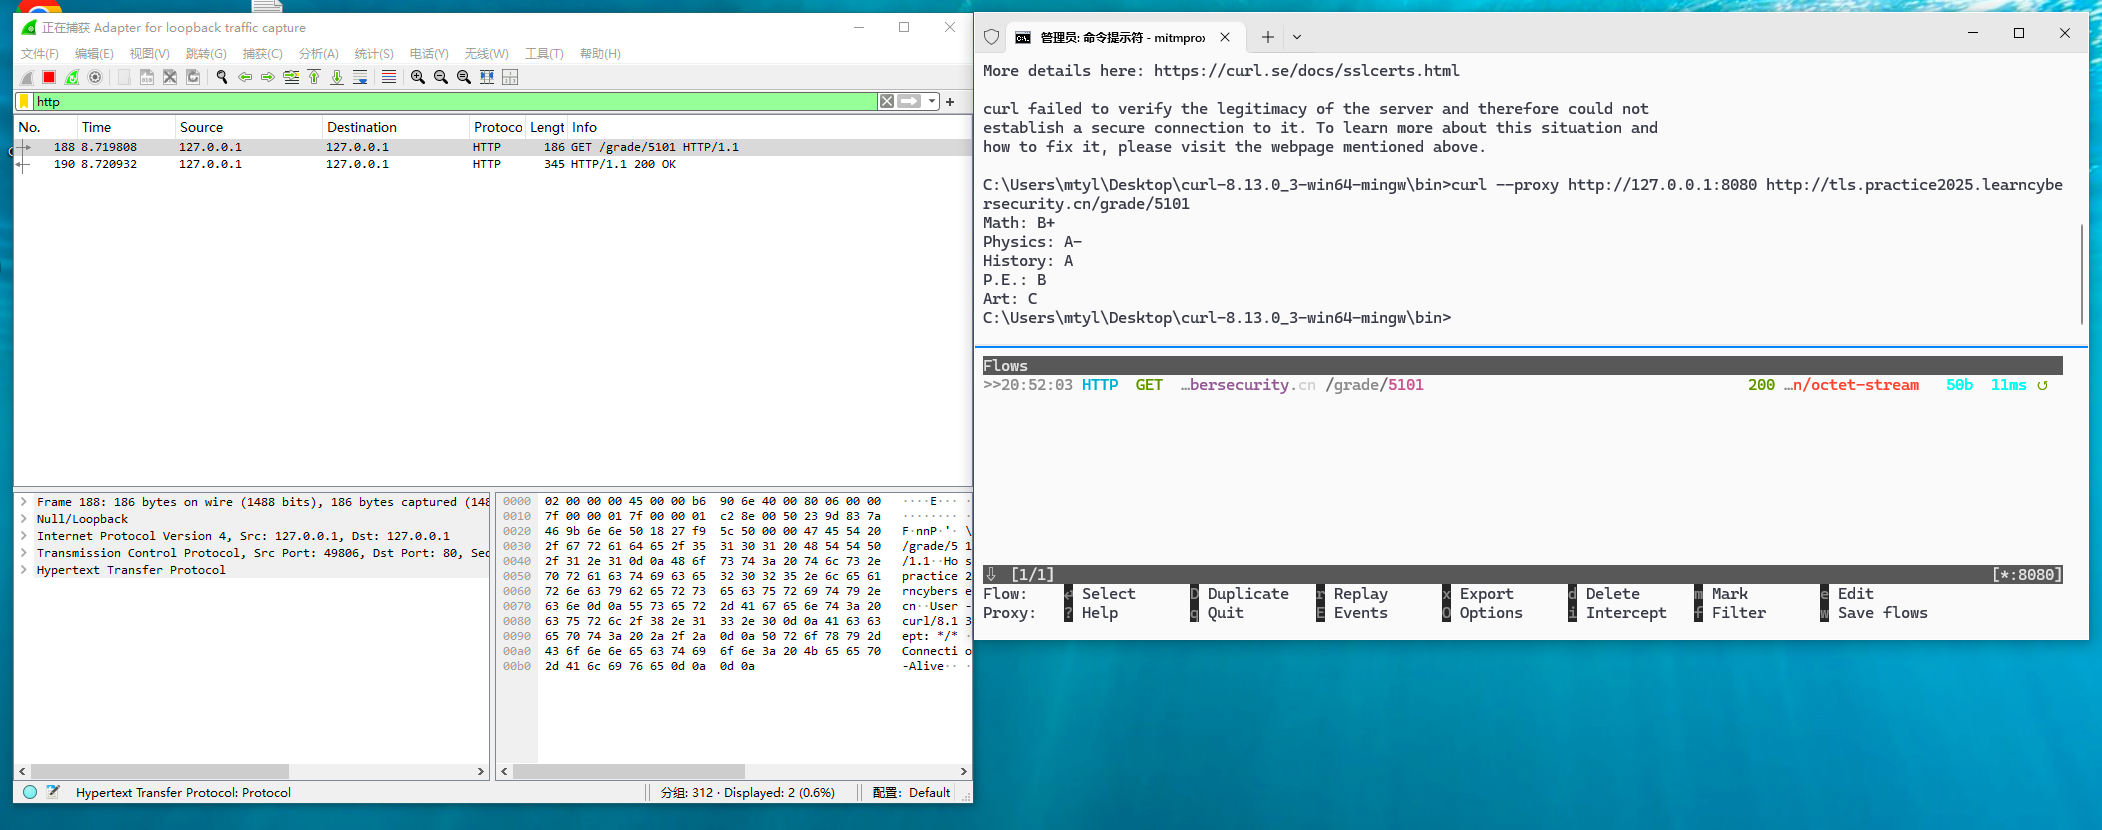 正在捕获 Adapter for loopback traffic capture
文件(F) 编辑(E) 视图(V) 跳转(G) 捕获(C) 分析(A) 统计(S) 电话(Y) 无线(W) 工具(T) 帮助(H)
http
No. Time Source Destination Protoco Lengt Info
188 8.719808 127.0.0.1 127.0.0.1 HTTP 186 GET /grade/5101 HTTP/1.1
190 8.720932 127.0.0.1 127.0.0.1 HTTP 345 HTTP/1.1 200 OK
Frame 188: 186 bytes on wire (1488 bits), 186 bytes captured (148
Null/Loopback
Internet Protocol Version 4, Src: 127.0.0.1, Dst: 127.0.0.1
Transmission Control Protocol, Src Port: 49806, Dst Port: 80, Sec
Hypertext Transfer Protocol
0000 02 00 00 00 45 00 00 b6 90 6e 40 00 80 06 00 00 ····E··· ·
0010 7f 00 00 01 7f 00 00 01 c2 8e 00 50 23 9d 83 7a ········ ·
0020 46 9b 6e 6e 50 18 27 f9 5c 50 00 00 47 45 54 20 F·nnP·'· \
0030 2f 67 72 61 64 65 2f 35 31 30 31 20 48 54 54 50 /grade/5 1
0040 2f 31 2e 31 0d 0a 48 6f 73 74 3a 20 74 6c 73 2e /1.1··Ho s
0050 70 72 61 63 74 69 63 65 32 30 32 35 2e 6c 65 61 practice 2
0060 72 6e 63 79 62 65 72 73 65 63 75 72 69 74 79 2e rncybers e
0070 63 6e 0d 0a 55 73 65 72 2d 41 67 65 6e 74 3a 20 cn··User -
0080 63 75 72 6c 2f 38 2e 31 33 2e 30 0d 0a 41 63 63 curl/8.1 3
0090 65 70 74 3a 20 2a 2f 2a 0d 0a 50 72 6f 78 79 2d ept: */* ·
00a0 43 6f 6e 6e 65 63 74 69 6f 6e 3a 20 4b 65 65 70 Connecti o
00b0 2d 41 6c 69 76 65 0d 0a 0d 0a -Alive·· ·
Hypertext Transfer Protocol: Protocol
分组: 312 · Displayed: 2 (0.6%)
配置: Default
管理员: 命令提示符 - mitmprox
More details here: https://curl.se/docs/sslcerts.html
curl failed to verify the legitimacy of the server and therefore could not
establish a secure connection to it. To learn more about this situation and
how to fix it, please visit the webpage mentioned above.
C:\Users\mtyl\Desktop\curl-8.13.0_3-win64-mingw\bin>curl --proxy http://127.0.0.1:8080 http://tls.practice2025.learncybe
rsecurity.cn/grade/5101
Math: B+
Physics: A-
History: A
P.E.: B
Art: C
C:\Users\mtyl\Desktop\curl-8.13.0_3-win64-mingw\bin>
Flows
>>20:52:03 HTTP GET …bersecurity.cn /grade/5101 200 …n/octet-stream 50b 11ms ↺
⇩ [1/1] [*:8080]
Flow: ↵ Select D Duplicate r Replay x Export d Delete m Mark e Edit
Proxy: ? Help q Quit E Events O Options i Intercept f Filter w Save flows